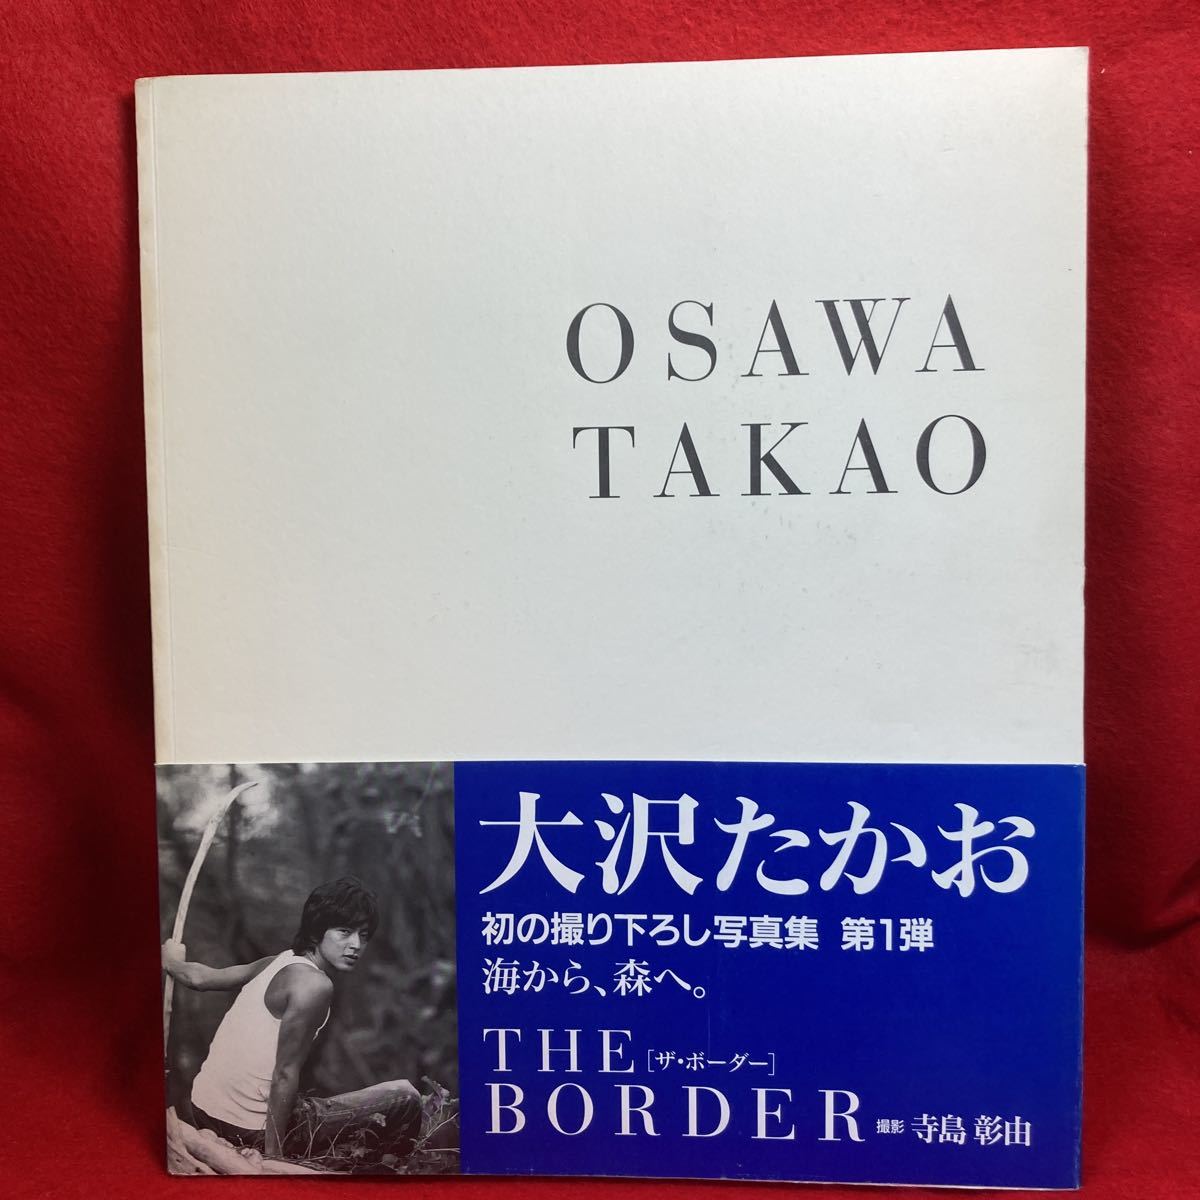 OSAWA
TAKAO
大沢たかお
初の撮り下ろし写真集 第1弾
海から、森へ。
THE [ザ・ボーダー]
BORDER 撮影 寺島彰由